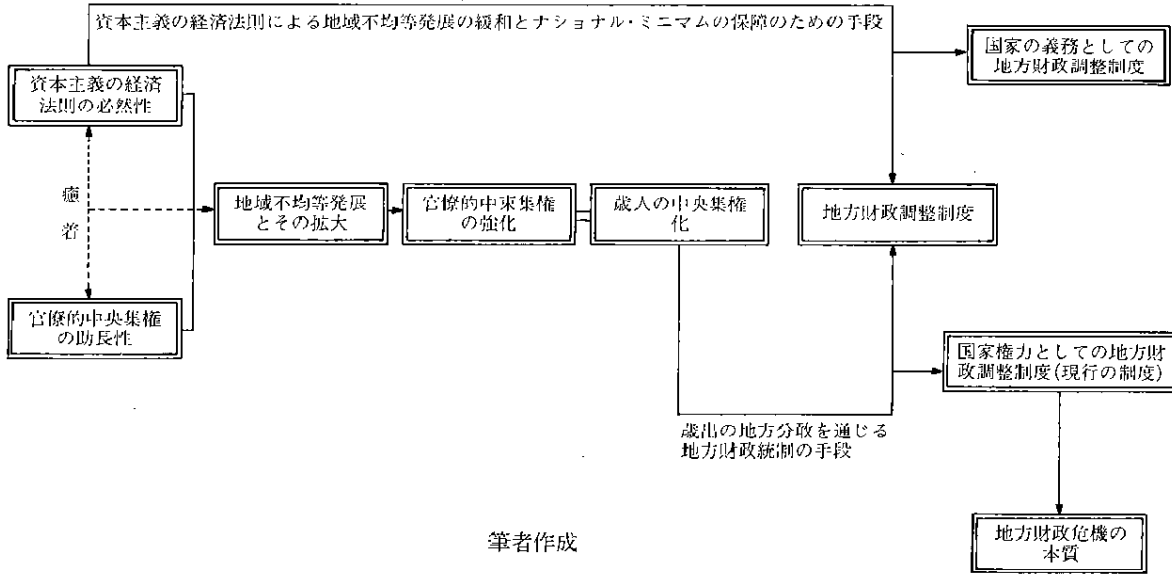 資本主義の経済法則による地域不均等発展の緩和とナショナル・ミニマムの保障のための手段
国家の義務としての
地方財政調整制度
資本主義の経済
法則の必然性
癒
着
地域不均等発展
とその拡大
官僚的中束集権
の強化
歳人の中央集権
化
地方財政調整制度
官僚的中央集権
の助長性
国家権力としての地方財
政調整制度(現行の制度)
歳出の地方分散を通じる
地方財政統制の手段
地方財政危機の
本質
筆者作成